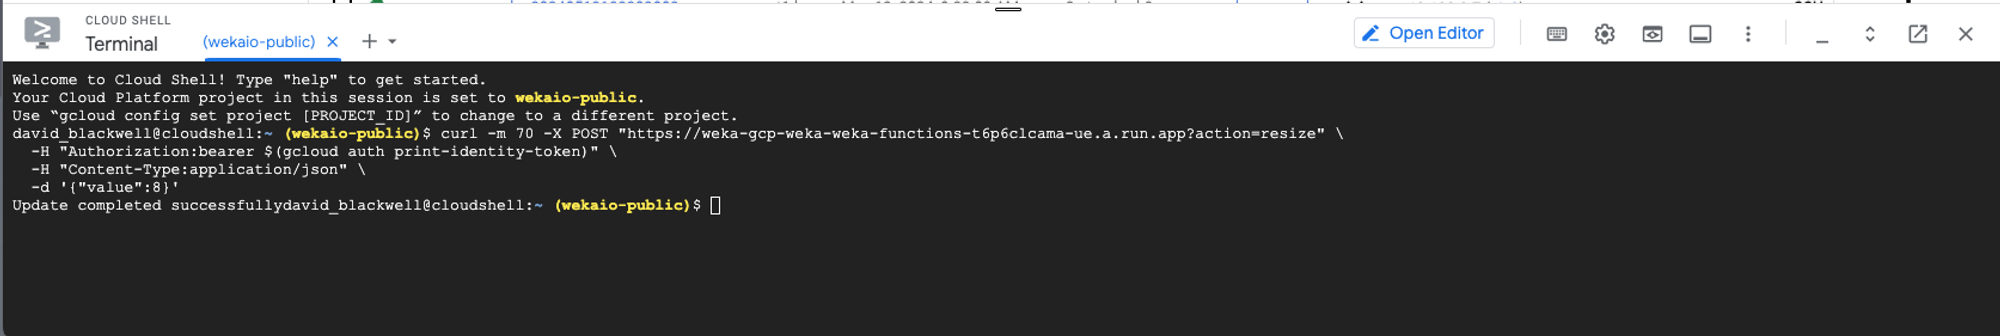 CLOUD SHELL
Terminal
(wekaio-public)
Open Editor
Welcome to Cloud Shell! Type "help" to get started.
Your Cloud Platform project in this session is set to wekaio-public.
Use “gcloud config set project [PROJECT_ID]” to change to a different project.
david_blackwell@cloudshell:~ (wekaio-public)$ curl -m 70 -X POST "https://weka-gcp-weka-weka-functions-t6p6clcama-ue.a.run.app?action=resize" \
-H "Authorization:bearer $(gcloud auth print-identity-token)" \
-H "Content-Type:application/json" \
-d '{"value":8}'
Update completed successfullydavid_blackwell@cloudshell:~ (wekaio-public)$